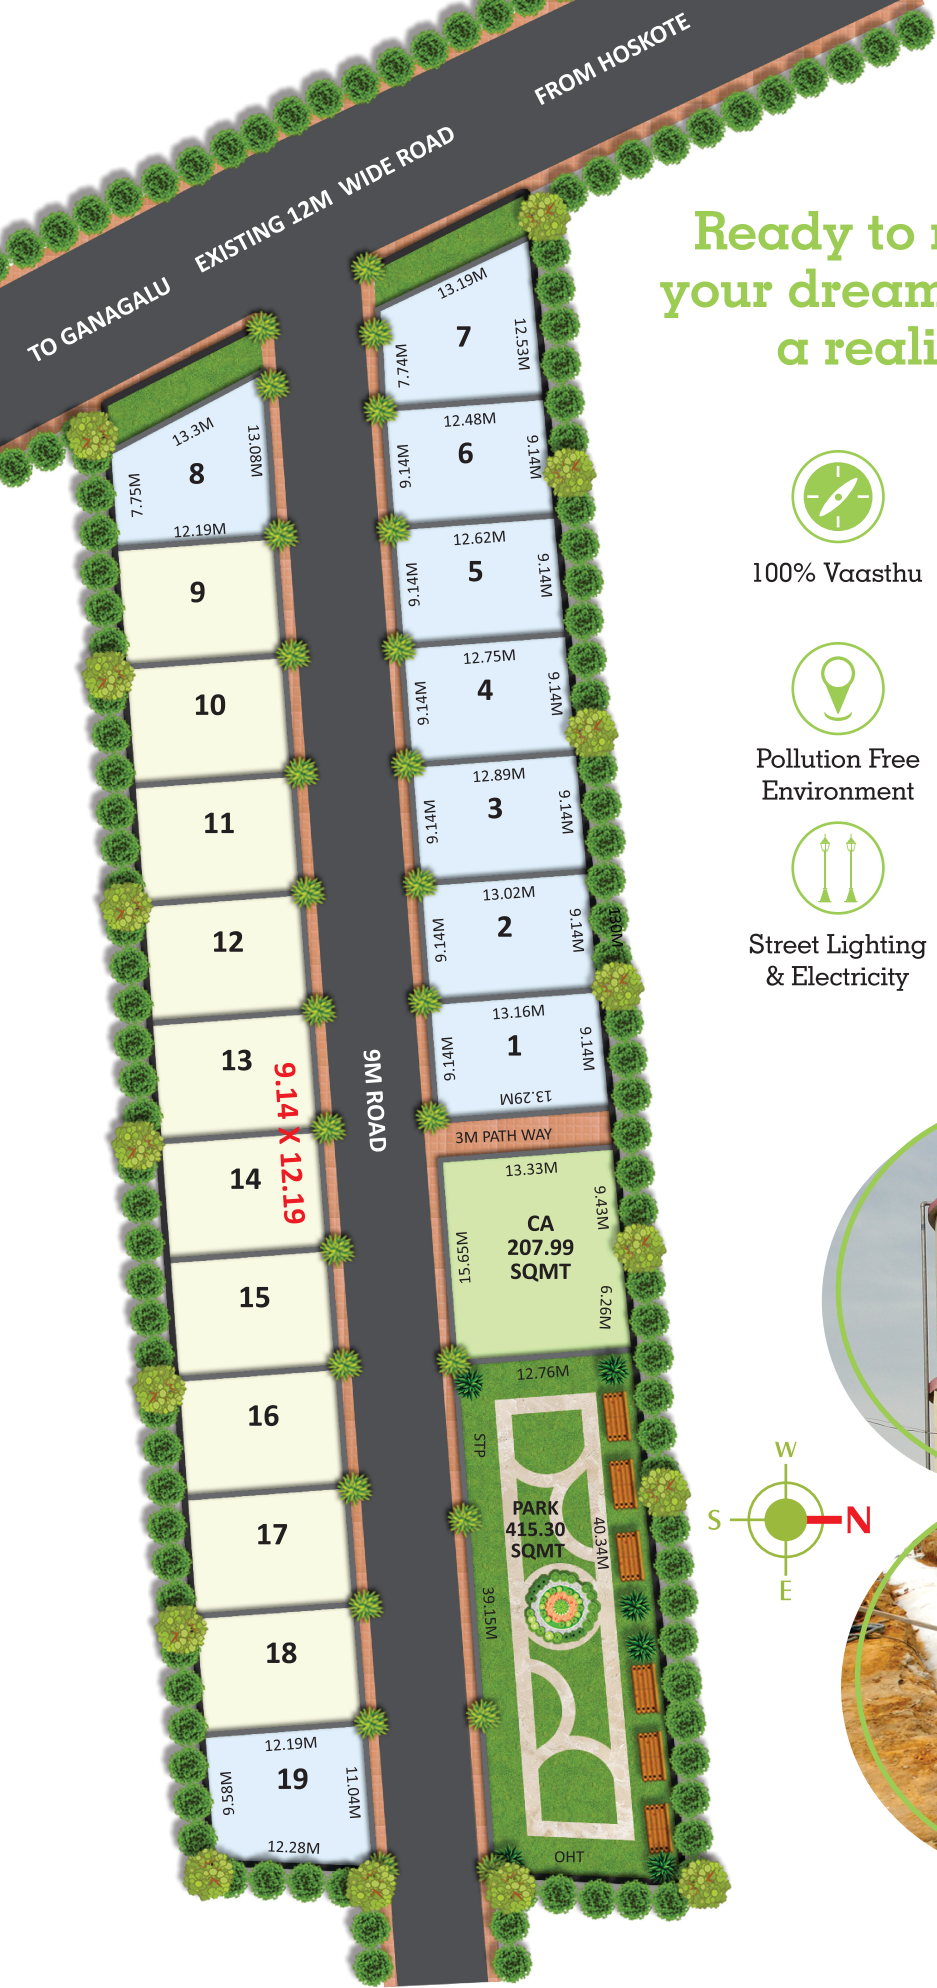 FROM HOSKOTE
EXISTING 12M WIDE ROAD
TO GANAGALU
Ready to
your dream
a reali
13.19M
7
7.74M
12.53M
12.48M
6
9.14M
9.14M
12.62M
5
9.14M
9.14M
12.75M
4
9.14M
9.14M
12.89M
3
9.14M
9.14M
13.02M
2
9.14M
9.14M
130M
13.16M
1
9.14M
9.14M
13.29M
3M PATH WAY
13.33M
CA
207.99
SQMT
15.65M
9.43M
6.26M
12.76M
STP
PARK
415.30
SQMT
40.34M
39.15M
OHT
9M ROAD
13.3M
8
7.75M
13.08M
12.19M
9
10
11
12
13
9.14 X 12.19
14
15
16
17
18
12.19M
19
9.58M
11.04M
12.28M
100% Vaasthu
Pollution Free
Environment
Street Lighting
& Electricity
W
S
N
E